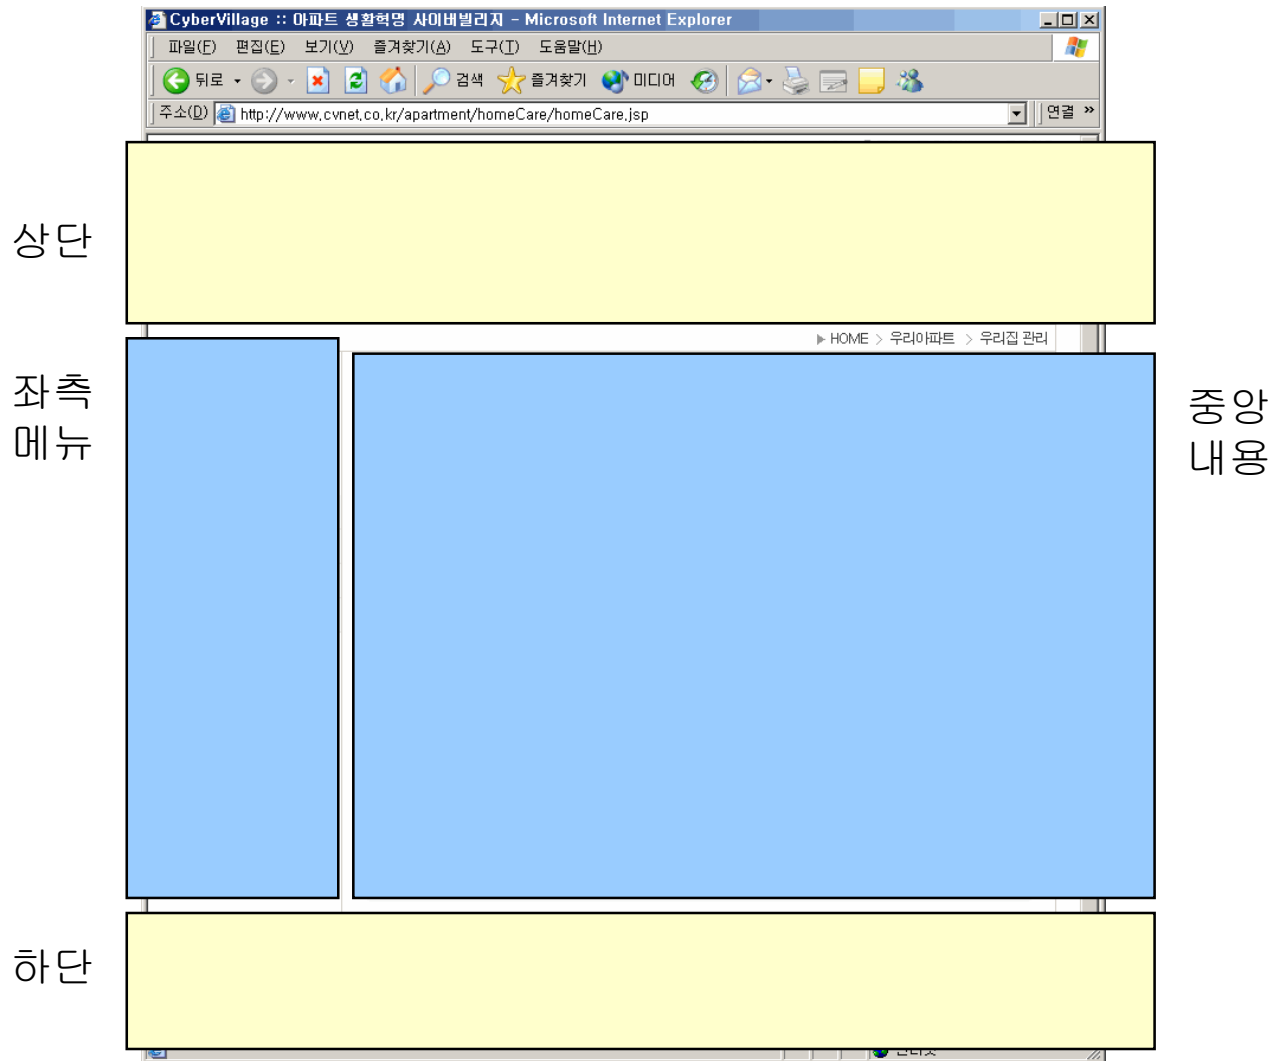 CyberVillage :: 아파트 생활혁명 사이버빌리지 - Microsoft Internet Explorer
파일(F) 편집(E) 보기(V) 즐겨찾기(A) 도구(T) 도움말(H)
뒤로 검색 즐겨찾기 미디어
주소(D) http://www.cvnet.co.kr/apartment/homeCare/homeCare.jsp 연결 »
상단
▶ HOME > 우리아파트 > 우리집 관리
좌측
메뉴
중앙
내용
하단